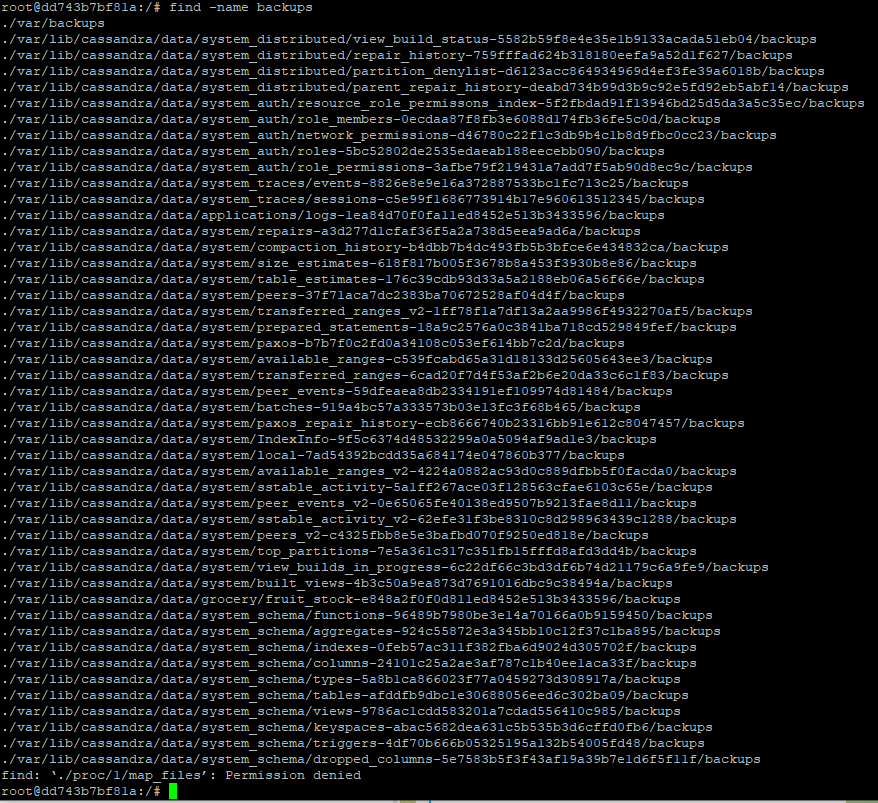 root@dd743b7bf81a:/# find -name backups
./var/backups
./var/lib/cassandra/data/system_distributed/view_build_status-5582b59f8e4e35e1b9133acada51eb04/backups
./var/lib/cassandra/data/system_distributed/repair_history-759fffad624b318180eefa9a52d1f627/backups
./var/lib/cassandra/data/system_distributed/partition_denylist-d6123acc864934969d4ef3fe39a6018b/backups
./var/lib/cassandra/data/system_distributed/parent_repair_history-deabd734b99d3b9c92e5fd92eb5abf14/backups
./var/lib/cassandra/data/system_auth/resource_role_permissons_index-5f2fbdad91f13946bd25d5da3a5c35ec/backups
./var/lib/cassandra/data/system_auth/role_members-0ecdaa87f8fb3e6088d174fb36fe5c0d/backups
./var/lib/cassandra/data/system_auth/network_permissions-d46780c22f1c3db9b4c1b8d9fbc0cc23/backups
./var/lib/cassandra/data/system_auth/roles-5bc52802de2535edaeab188eecebb090/backups
./var/lib/cassandra/data/system_auth/role_permissions-3afbe79f219431a7add7f5ab90d8ec9c/backups
./var/lib/cassandra/data/system_traces/events-8826e8e9e16a372887533bc1fc713c25/backups
./var/lib/cassandra/data/system_traces/sessions-c5e99f1686773914b17e960613512345/backups
./var/lib/cassandra/data/applications/logs-1ea84d70f0fa11ed8452e513b3433596/backups
./var/lib/cassandra/data/system/repairs-a3d277d1cfaf36f5a2a738d5eea9ad6a/backups
./var/lib/cassandra/data/system/compaction_history-b4dbb7b4dc493fb5b3bfce6e434832ca/backups
./var/lib/cassandra/data/system/size_estimates-618f817b005f3678b8a453f3930b8e86/backups
./var/lib/cassandra/data/system/table_estimates-176c39cdb93d33a5a2188eb06a56f66e/backups
./var/lib/cassandra/data/system/peers-37f71aca7dc2383ba70672528af04d4f/backups
./var/lib/cassandra/data/system/transferred_ranges_v2-1ff78f1a7df13a2aa9986f4932270af5/backups
./var/lib/cassandra/data/system/prepared_statements-18a9c2576a0c3841ba718cd529849fef/backups
./var/lib/cassandra/data/system/paxos-b7b7f0c2fd0a34108c053ef614bb7c2d/backups
./var/lib/cassandra/data/system/available_ranges-c539fcabd65a31d18133d25605643ee3/backups
./var/lib/cassandra/data/system/transferred_ranges-6cad20f7d4f53af2b6e20da33c6c1f83/backups
./var/lib/cassandra/data/system/peer_events-59dfeaea8db2334191ef109974d81484/backups
./var/lib/cassandra/data/system/batches-919a4bc57a333573b03e13fc3f68b465/backups
./var/lib/cassandra/data/system/paxos_repair_history-ecb8666740b23316bb91e612c8047457/backups
./var/lib/cassandra/data/system/IndexInfo-9f5c6374d48532299a0a5094af9ad1e3/backups
./var/lib/cassandra/data/system/local-7ad54392bcdd35a684174e047860b377/backups
./var/lib/cassandra/data/system/available_ranges_v2-4224a0882ac93d0c889dfbb5f0facda0/backups
./var/lib/cassandra/data/system/sstable_activity-5a1ff267ace03f128563cfae6103c65e/backups
./var/lib/cassandra/data/system/peer_events_v2-0e65065fe40138ed9507b9213fae8d11/backups
./var/lib/cassandra/data/system/sstable_activity_v2-62efe31f3be8310c8d298963439c1288/backups
./var/lib/cassandra/data/system/peers_v2-c4325fbb8e5e3bafbd070f9250ed818e/backups
./var/lib/cassandra/data/system/top_partitions-7e5a361c317c351fb15fffd8afd3dd4b/backups
./var/lib/cassandra/data/system/view_builds_in_progress-6c22df66c3bd3df6b74d21179c6a9fe9/backups
./var/lib/cassandra/data/system/built_views-4b3c50a9ea873d7691016dbc9c38494a/backups
./var/lib/cassandra/data/grocery/fruit_stock-e848a2f0f0d811ed8452e513b3433596/backups
./var/lib/cassandra/data/system_schema/functions-96489b7980be3e14a70166a0b9159450/backups
./var/lib/cassandra/data/system_schema/aggregates-924c55872e3a345bb10c12f37c1ba895/backups
./var/lib/cassandra/data/system_schema/indexes-0feb57ac311f382fba6d9024d305702f/backups
./var/lib/cassandra/data/system_schema/columns-24101c25a2ae3af787c1b40ee1aca33f/backups
./var/lib/cassandra/data/system_schema/types-5a8b1ca866023f77a0459273d308917a/backups
./var/lib/cassandra/data/system_schema/tables-afddfb9dbc1e30688056eed6c302ba09/backups
./var/lib/cassandra/data/system_schema/views-9786ac1cdd583201a7cdad556410c985/backups
./var/lib/cassandra/data/system_schema/keyspaces-abac5682dea631c5b535b3d6cffd0fb6/backups
./var/lib/cassandra/data/system_schema/triggers-4df70b666b05325195a132b54005fd48/backups
./var/lib/cassandra/data/system_schema/dropped_columns-5e7583b5f3f43af19a39b7e1d6f5f11f/backups
find: ‘./proc/1/map_files’: Permission denied
root@dd743b7bf81a:/#